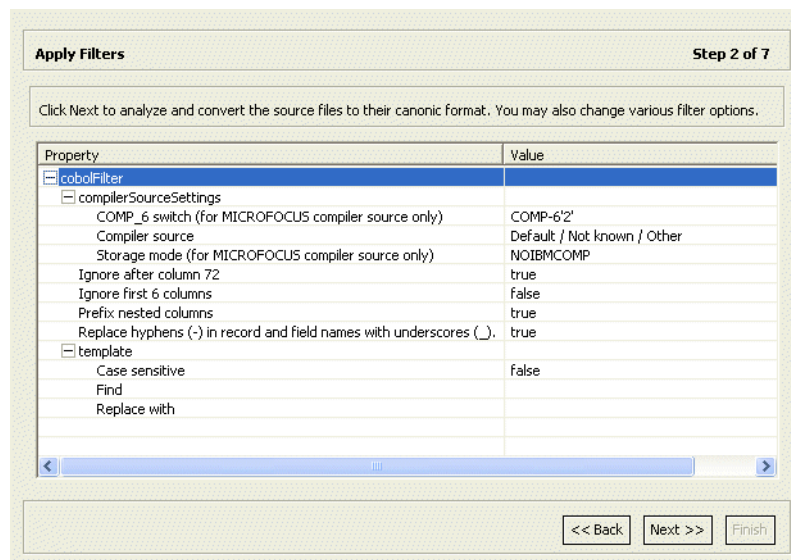 Apply Filters Step 2 of 7
Click Next to analyze and convert the source files to their canonic format. You may also change various filter options.
Property Value
cobolFilter
compilerSourceSettings
COMP_6 switch (for MICROFOCUS compiler source only) COMP-6'2'
Compiler source Default / Not known / Other
Storage mode (for MICROFOCUS compiler source only) NOIBMCOMP
Ignore after column 72 true
Ignore first 6 columns false
Prefix nested columns true
Replace hyphens (-) in record and field names with underscores (_). true
template
Case sensitive false
Find
Replace with
<< Back Next >> Finish